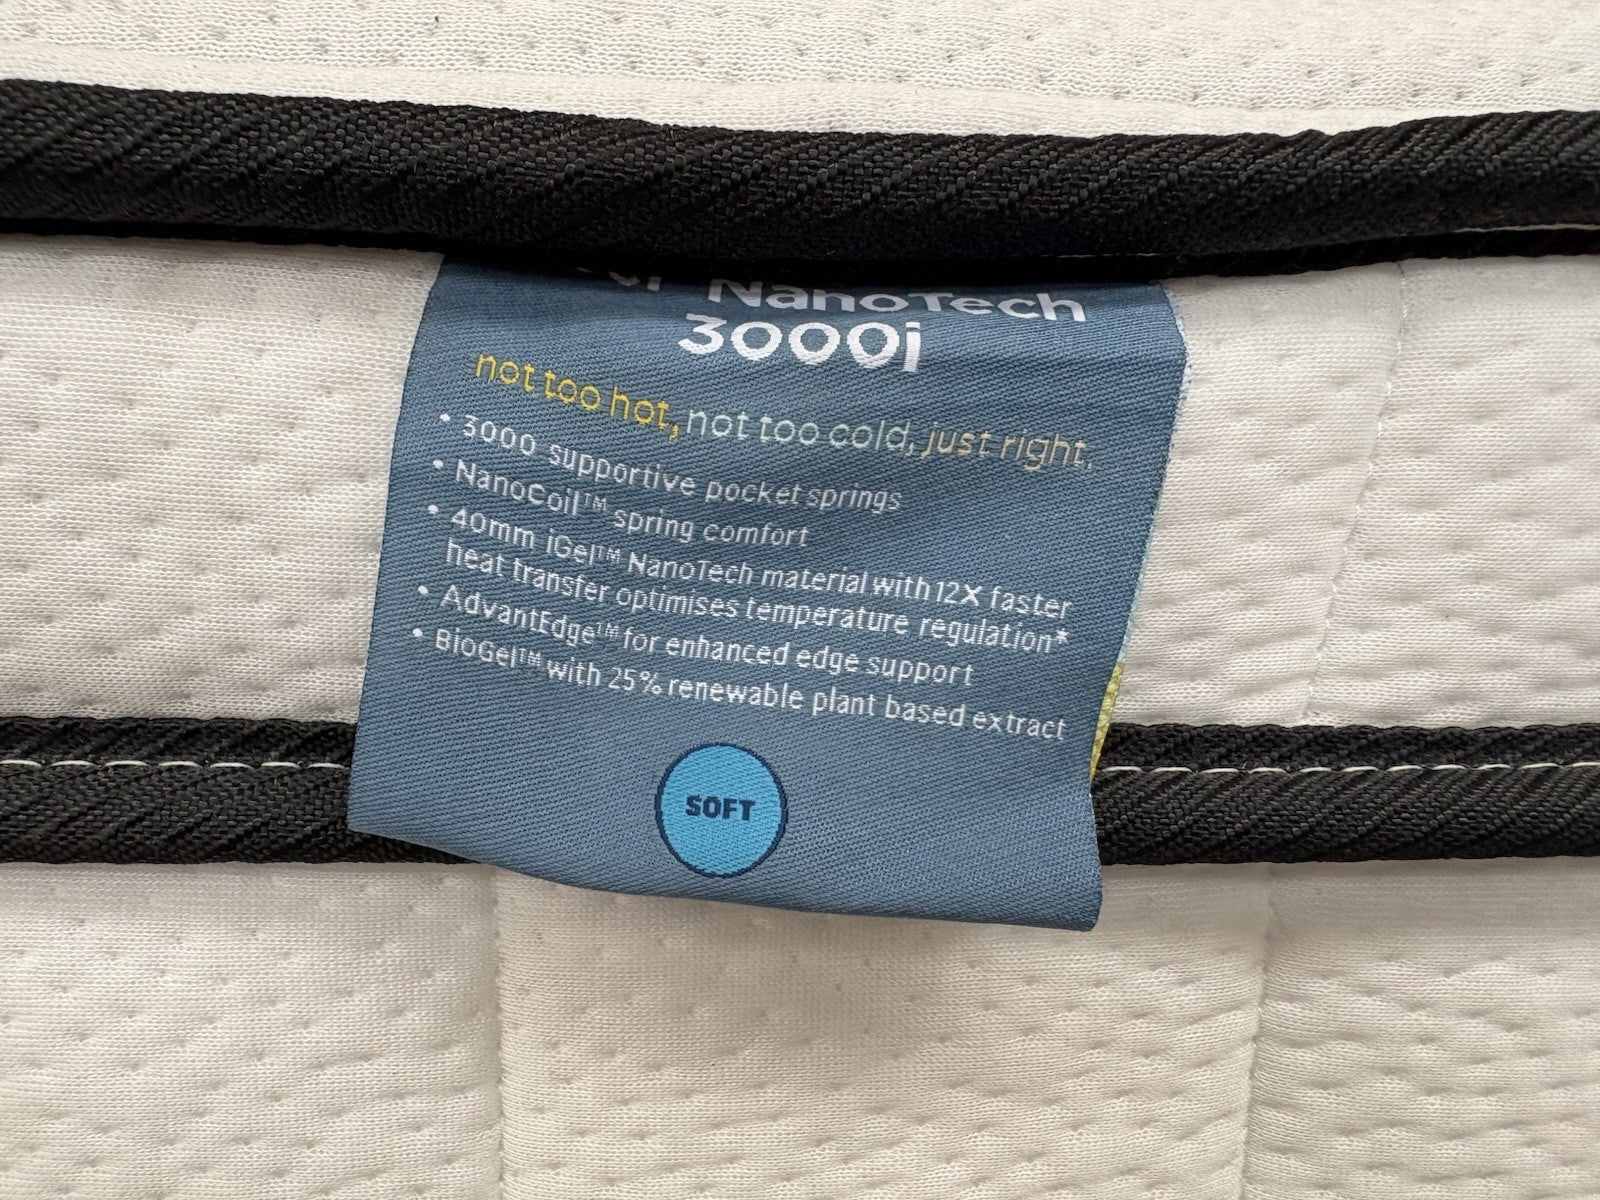 NanoTech
3000i
not too hot, not too cold, just right.
• 3000 supportive pocket springs
• NanoCoil™ spring comfort
• 40mm iGel™ NanoTech material with 12X faster
heat transfer optimises temperature regulation*
• AdvantEdge™ for enhanced edge support
• BioGel™ with 25% renewable plant based extract
SOFT